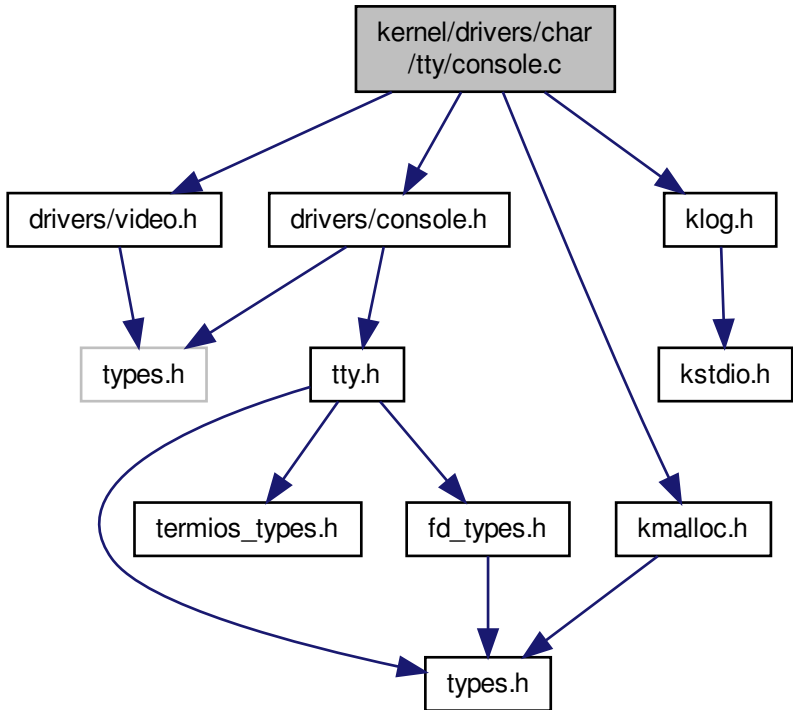 kernel/drivers/char
/tty/console.c
drivers/video.h
drivers/console.h
klog.h
types.h
tty.h
kstdio.h
termios_types.h
fd_types.h
kmalloc.h
types.h